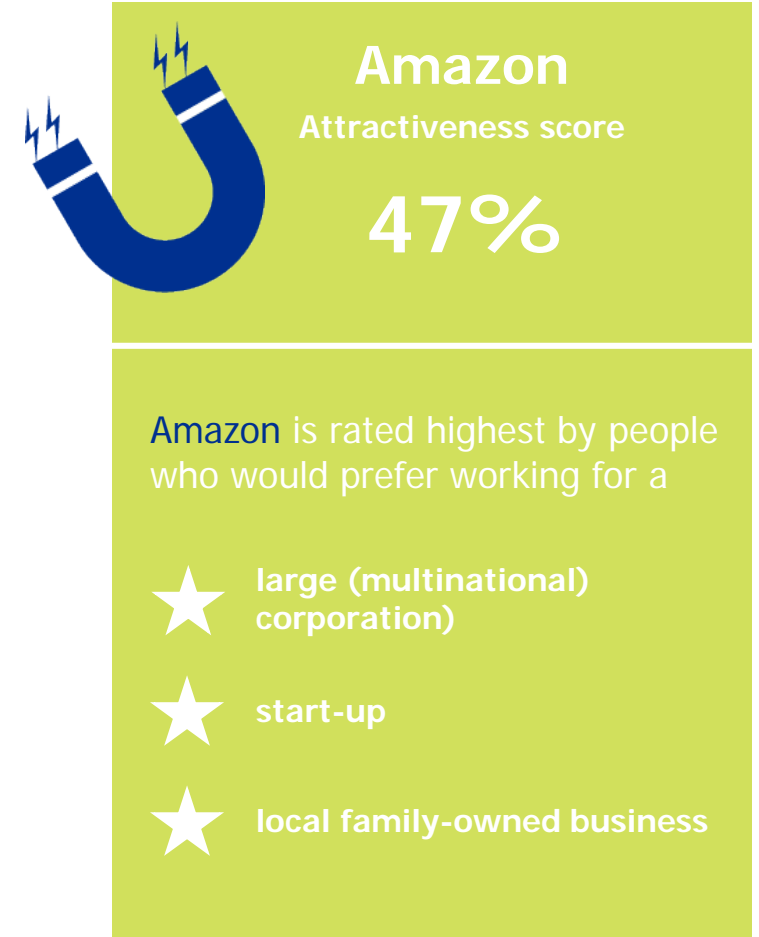 Amazon
Attractiveness score
47%
Amazon is rated highest by people
who would prefer working for a
large (multinational)
corporation)
start-up
local family-owned business